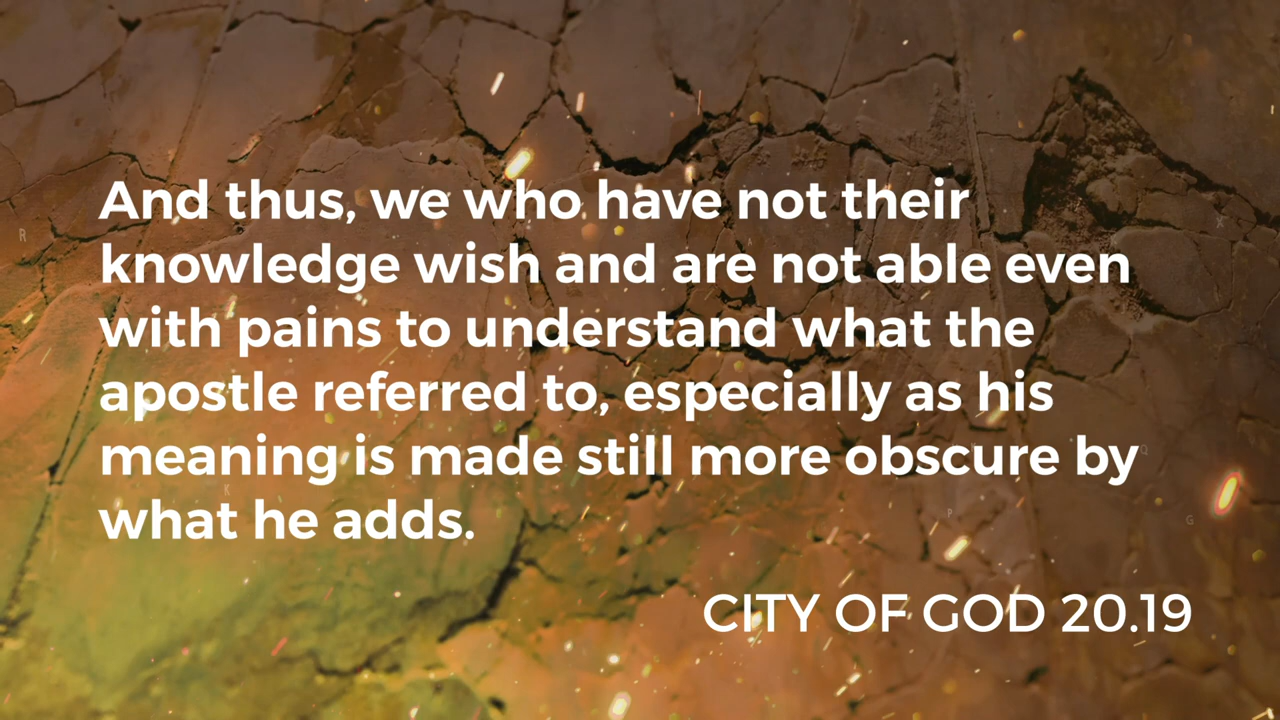 And thus, we who have not their
knowledge wish and are not able even
with pains to understand what the
apostle referred to, especially as his
meaning is made still more obscure by
what he adds.
CITY OF GOD 20.19